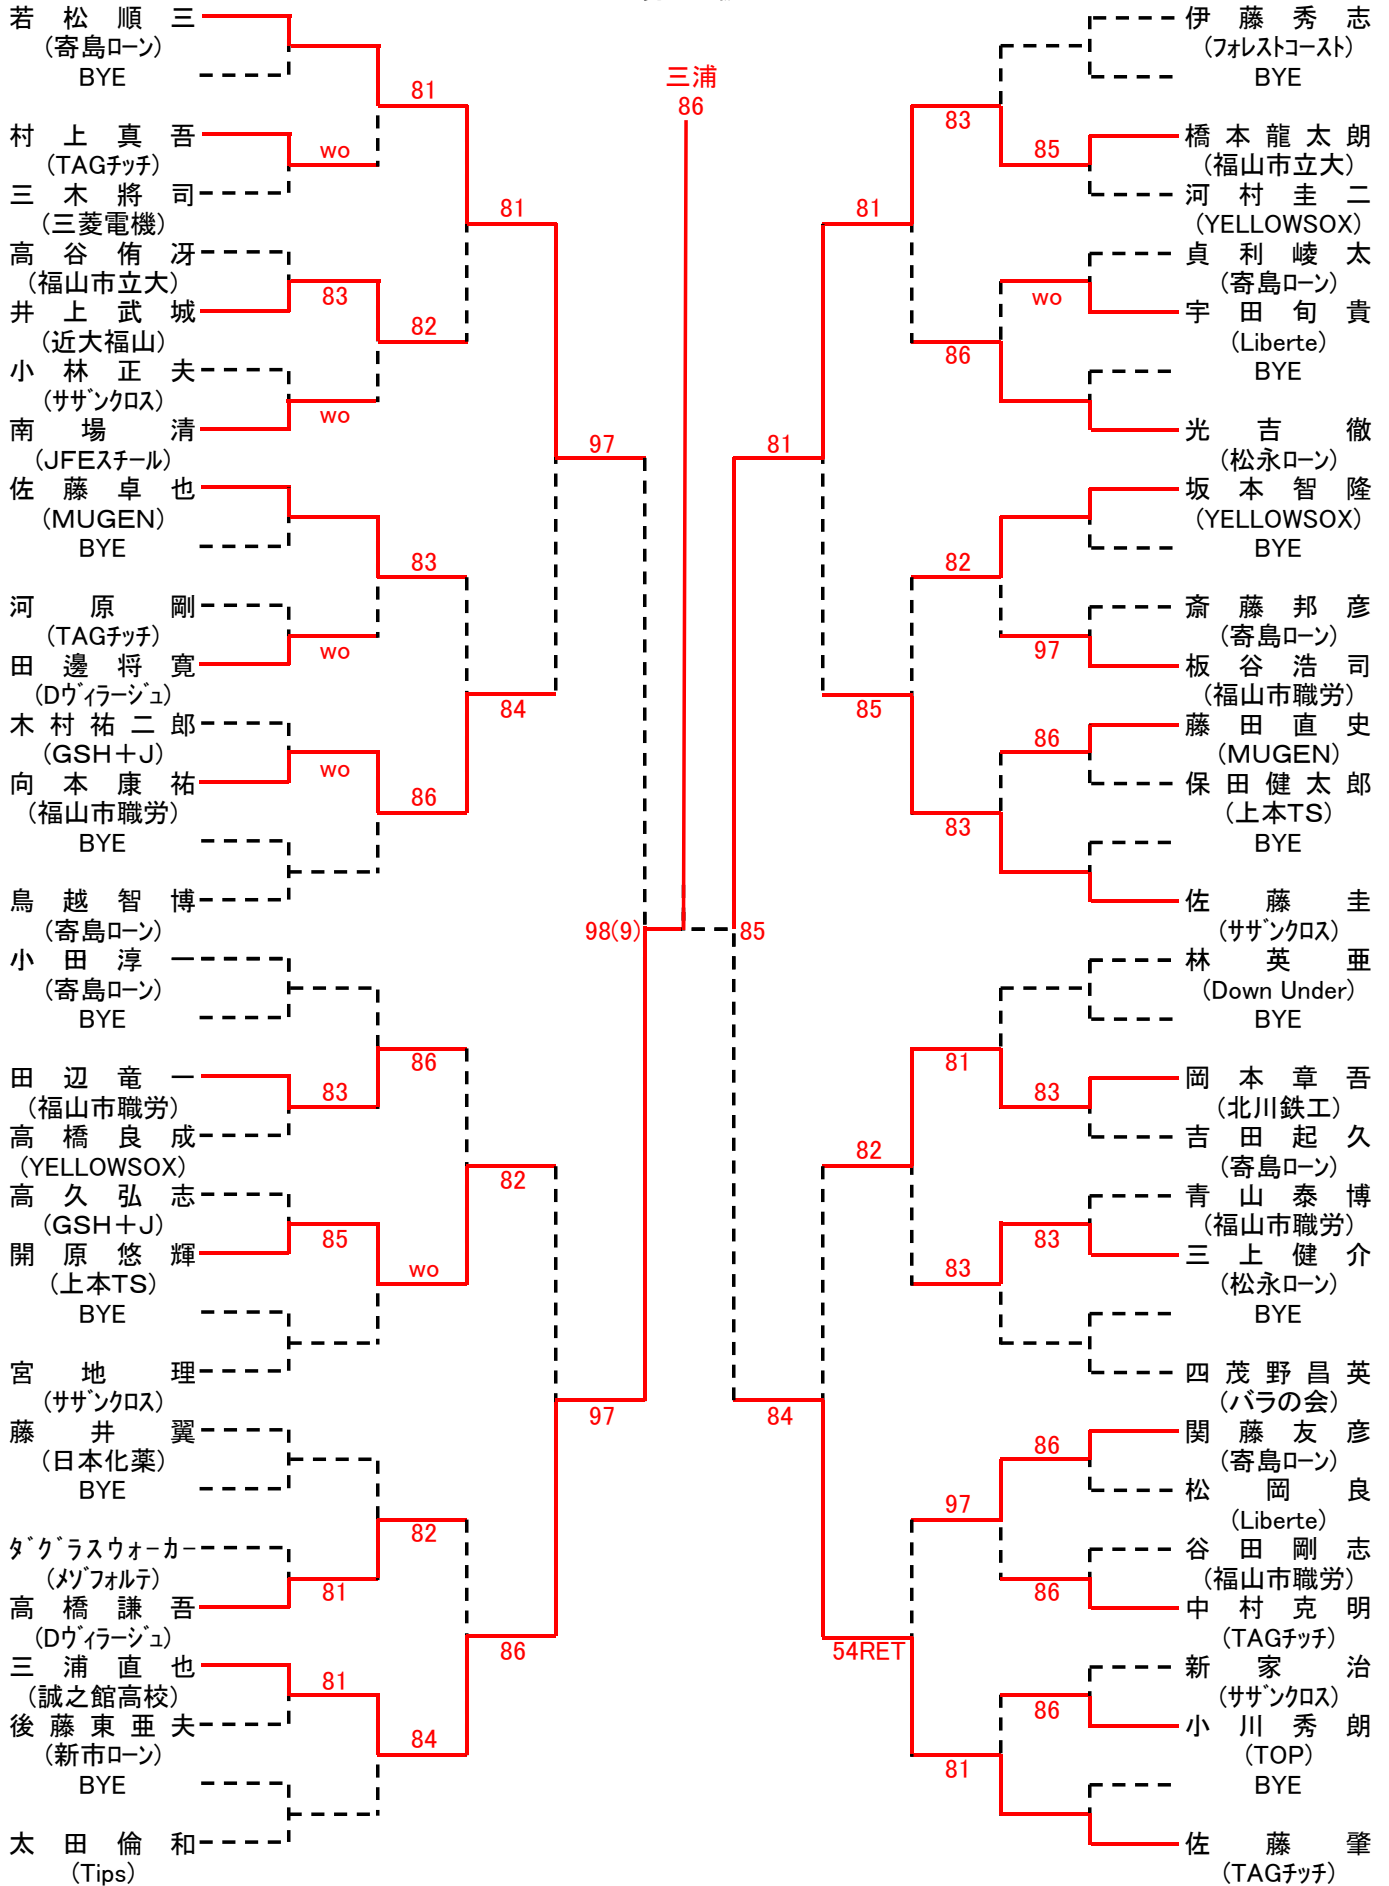 若松順三
(寄島ローン)
BYE
村上真吾
(TAGチッチ)
三木將司
(三菱電機)
高谷侑冴
(福山市立大)
井上武城
(近大福山)
小林正夫
(サザンクロス)
南場清
(JFEスチール)
佐藤卓也
(MUGEN)
BYE
河原剛
(TAGチッチ)
田邊将寛
(Dヴィラージュ)
木村祐二郎
(GSH+J)
向本康祐
(福山市職労)
BYE
鳥越智博
(寄島ローン)
小田淳一
(寄島ローン)
BYE
田辺竜一
(福山市職労)
高橋良成
(YELLOWSOX)
高久弘志
(GSH+J)
開原悠輝
(上本TS)
BYE
宮地理
(サザンクロス)
藤井翼
(日本化薬)
BYE
ダグラスウォーカー
(メゾフォルテ)
高橋謙吾
(Dヴィラージュ)
三浦直也
(誠之館高校)
後藤東亜夫
(新市ローン)
BYE
太田倫和
(Tips)
wo
83
wo
wo
wo
83
85
81
81
81
82
83
86
86
wo
82
84
81
84
82
86
97
97
98(9)
三浦
86
85
81
84
81
85
82
54RET
83
86
82
83
81
83
97
81
85
wo
97
86
83
83
86
86
86
伊藤秀志
(フォレストコースト)
BYE
橋本龍太朗
(福山市立大)
河村圭二
(YELLOWSOX)
貞利崚太
(寄島ローン)
宇田旬貴
(Liberte)
BYE
光吉徹
(松永ローン)
坂本智隆
(YELLOWSOX)
BYE
斎藤邦彦
(寄島ローン)
板谷浩司
(福山市職労)
藤田直史
(MUGEN)
保田健太郎
(上本TS)
BYE
佐藤圭
(サザンクロス)
林英亜
(Down Under)
BYE
岡本章吾
(北川鉄工)
吉田起久
(寄島ローン)
青山泰博
(福山市職労)
三上健介
(松永ローン)
BYE
四茂野昌英
(バラの会)
関藤友彦
(寄島ローン)
松岡良
(Liberte)
谷田剛志
(福山市職労)
中村克明
(TAGチッチ)
新家治
(サザンクロス)
小川秀朗
(TOP)
BYE
佐藤肇
(TAGチッチ)